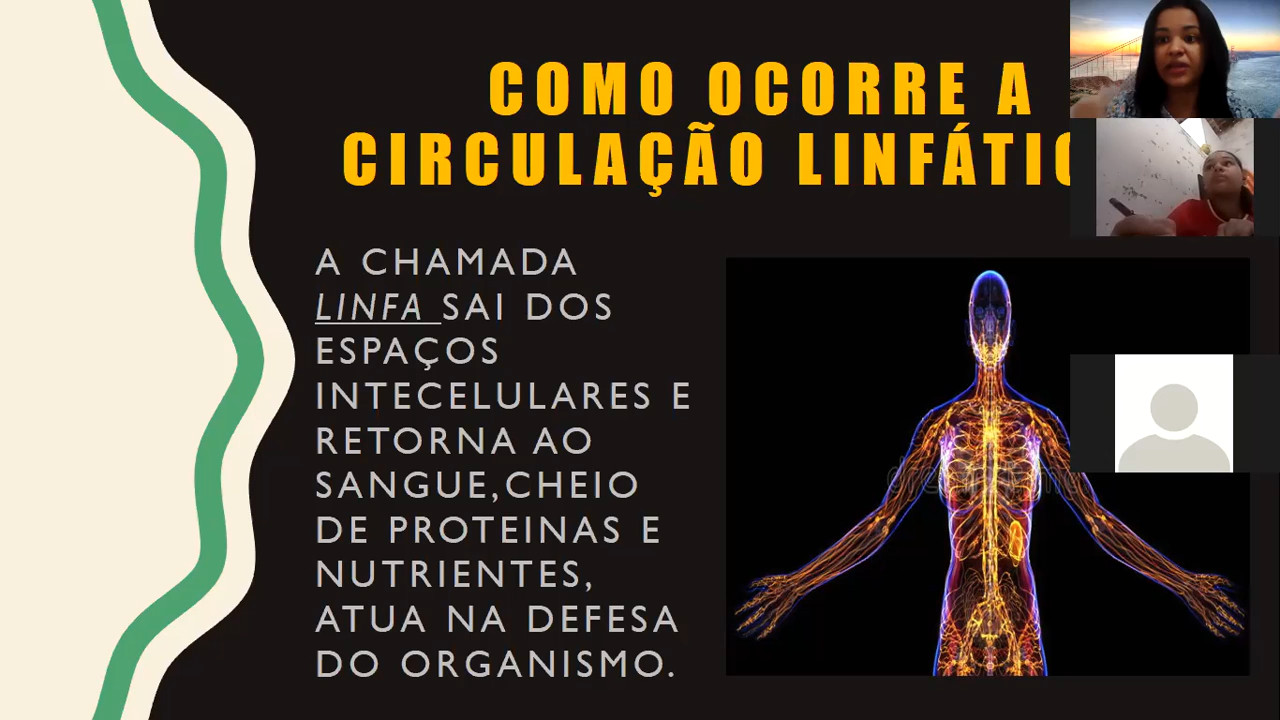 COMO OCORRE A
CIRCULAÇÃO
A CHAMADA
LINFA SAI DOS
ESPAÇOS
INTECELULARES E
RETORNA AO
SANGUE,CHEIO
DE PROTEINAS E
NUTRIENTES,
ATUA NA DEFESA
DO ORGANISMO.